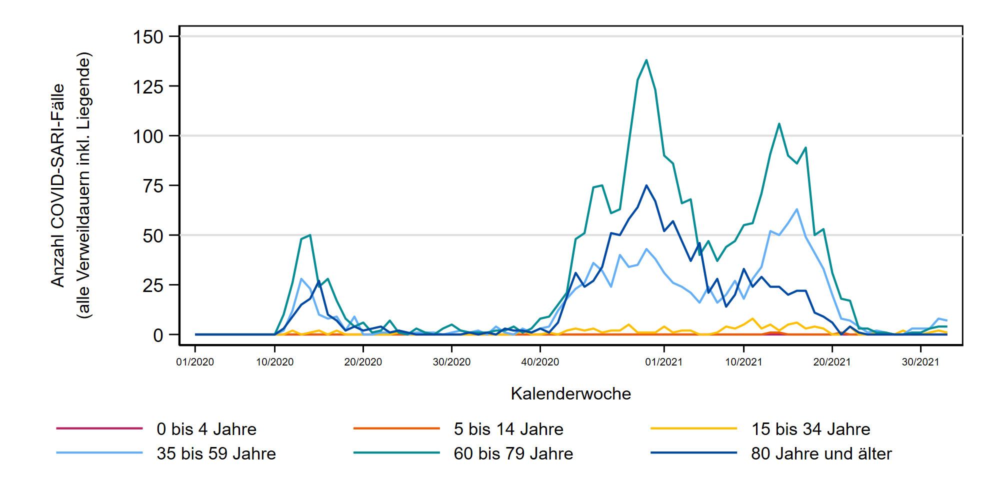 Anzahl COVID-SARI-Fälle
(alle Verweildauern inkl. Liegende)
150
125
100
75
50
25
0
01/2020
10/2020
20/2020
30/2020
40/2020
01/2021
10/2021
20/2021
30/2021
Kalenderwoche
0 bis 4 Jahre
5 bis 14 Jahre
15 bis 34 Jahre
35 bis 59 Jahre
60 bis 79 Jahre
80 Jahre und älter